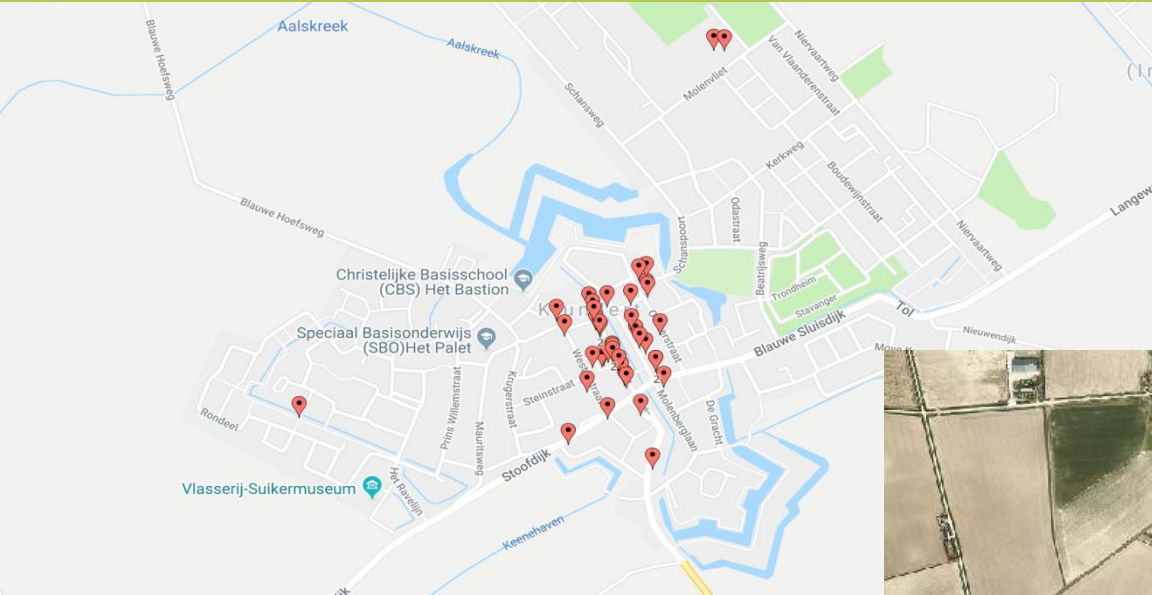 Aalskreek
Aalskreek
Blauwe Hoefsweg
Schansweg
Molenvliet
Van Vlaanderenstraat
Niervaartweg
(In
Kerkweg
Boudewijnstraat
Langew
Blauwe Hoefsweg
Odastraat
Schanspoort
Beatrijsweg
Niervaartweg
Christelijke Basisschool
(CBS) Het Bastion
Trondheim
Stavanger
Tol
Speciaal Basisonderwijs
(SBO)Het Palet
Blauwe Sluisdijk
Nieuwendijk
Steinstraat
Krugerstraat
Prins Willemstraat
Mauritsweg
Molenberglaan
De Gracht
Rondeel
Stoofdijk
Het Ravelijn
Vlasserij-Suikermuseum
Keenehaven